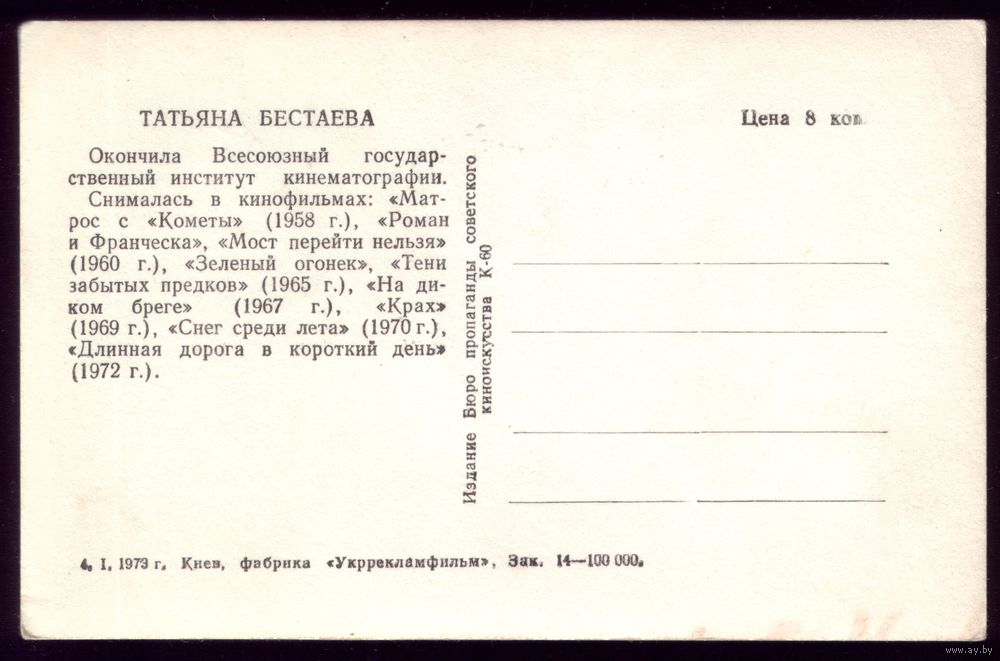 ТАТЬЯНА БЕСТАЕВА
Окончила Всесоюзный государ-
ственный институт кинематографии.
Снималась в кинофильмах: «Мат-
рос с «Кометы» (1958 г.), «Роман
и Франческа», «Мост перейти нельзя»
(1960 г.), «Зеленый огонек», «Тени
забытых предков» (1965 г.), «На ди-
ком бреге» (1967 г.), «Крах»
(1969 г.), «Снег среди лета» (1970 г.),
«Длинная дорога в короткий день»
(1972 г.).
Издание Бюро пропаганды советского
киноискусства К-60
Цена 8 коп.
4. I. 1973 г. Киев, фабрика «Укррекламфильм», Зак. 14—100 000.
www.ay.by